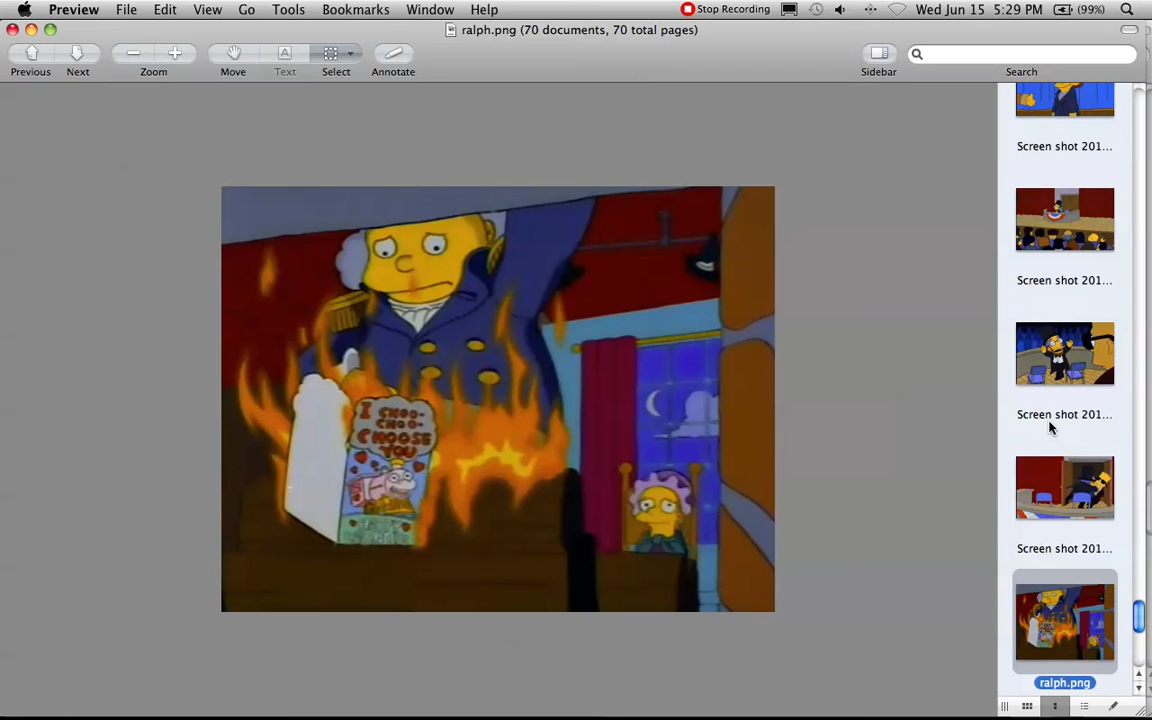 Preview File Edit View Go Tools Bookmarks Window Help Stop Recording Wed Jun 15 5:29 PM (99%)
ralph.png (70 documents, 70 total pages)
Previous Next Zoom Move Text Select Annotate Sidebar Search
Screen shot 201...
Screen shot 201...
Screen shot 201...
I CHOO-
CHOO-
CHOOSE
YOU
Screen shot 201...
ralph.png